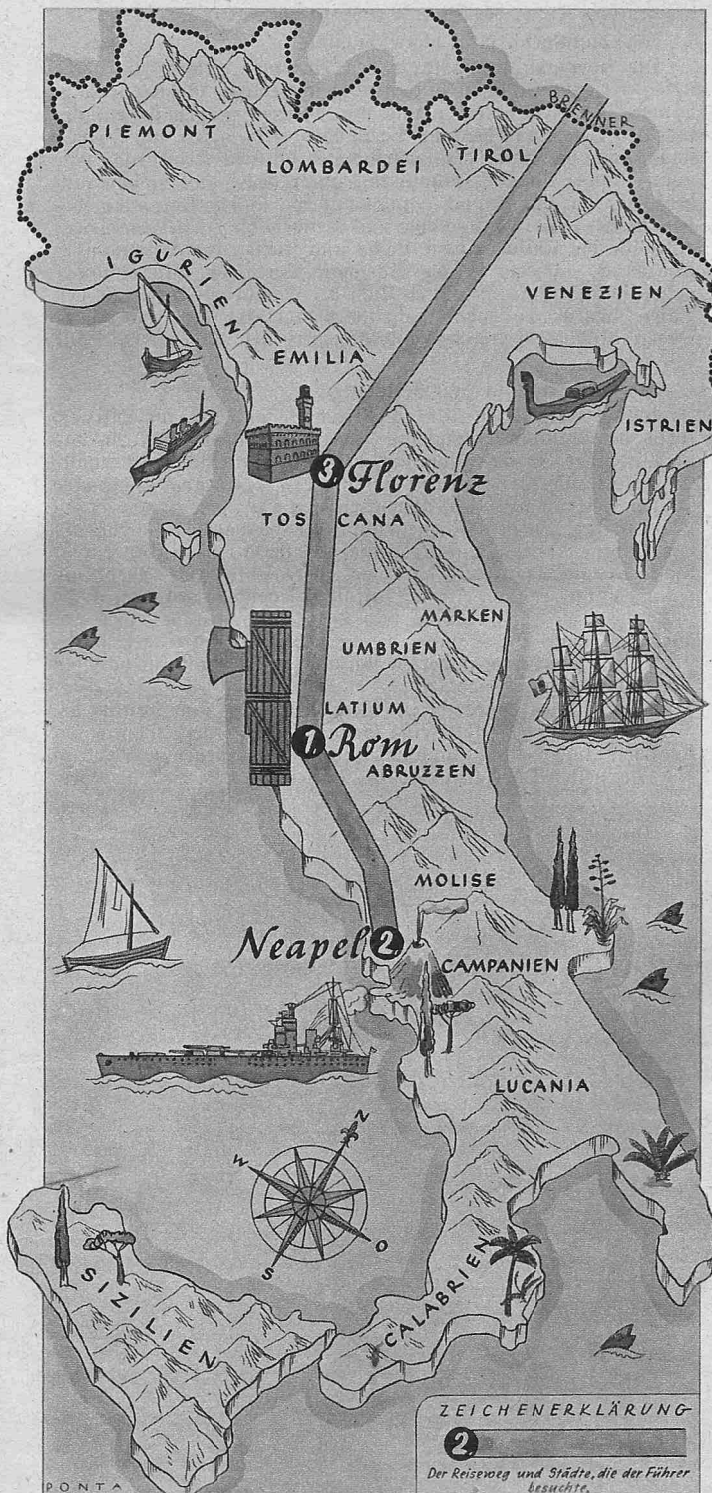 BRENNER
PIEMONT
LOMBARDEI
TIROL
IGURIEN
VENEZIEN
EMILIA
ISTRIEN
3 Florenz
TOSCANA
MARKEN
UMBRIEN
LATIUM
1 Rom
ABRUZZEN
MOLISE
Neapel 2
CAMPANIEN
LUCANIA
N
W
O
S
SIZILIEN
CALABRIEN
ZEICHENERKLÄRUNG
2
Der Reiseweg und Städte, die der Führer
besuchte.
PONTA